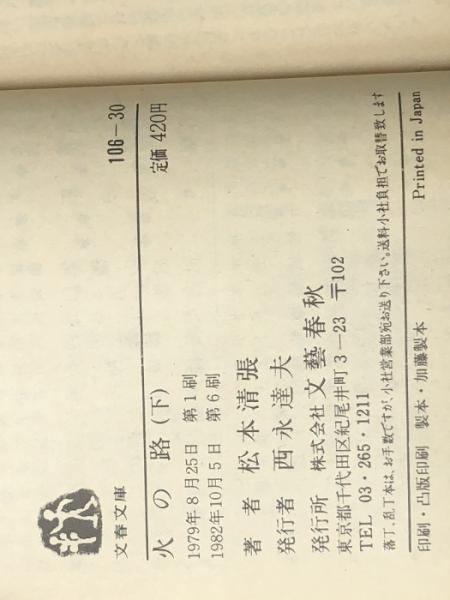 文春文庫
106－30
定価 420円
火の路（下）
1979年8月25日 第1刷
1982年10月5日 第6刷
著者 松本清張
発行者 西永達夫
発行所 株式会社 文藝春秋
東京都千代田区紀尾井町3－23 〒102
TEL 03・265・1211
落丁、乱丁本は、お手数ですが、小社営業部宛お送り下さい。送料小社負担でお取替致します
印刷・凸版印刷 製本・加藤製本
Printed in Japan